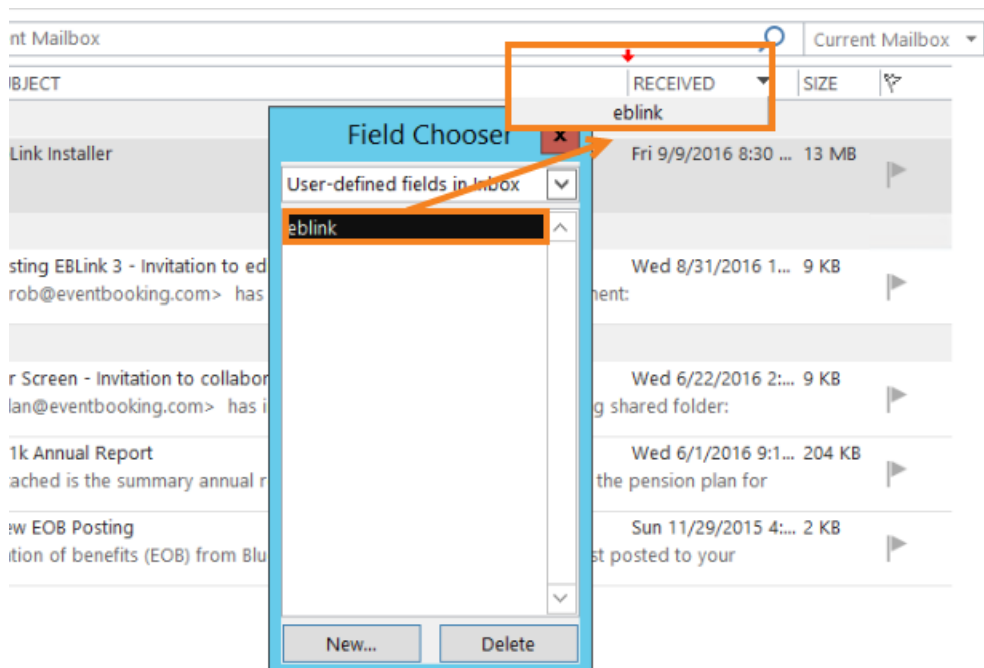 nt Mailbox
Current Mailbox
UBJECT
RECEIVED
SIZE
eblink
Field Chooser
x
Link Installer
Fri 9/9/2016 8:30 ... 13 MB
User-defined fields in Inbox
eblink
sting EBLink 3 - Invitation to ed
Wed 8/31/2016 1... 9 KB
rob@eventbooking.com> has
ment:
r Screen - Invitation to collabor
Wed 6/22/2016 2:... 9 KB
lan@eventbooking.com> has i
g shared folder:
1k Annual Report
Wed 6/1/2016 9:1... 204 KB
tached is the summary annual r
the pension plan for
ew EOB Posting
Sun 11/29/2015 4:... 2 KB
ation of benefits (EOB) from Blu
st posted to your
New...
Delete